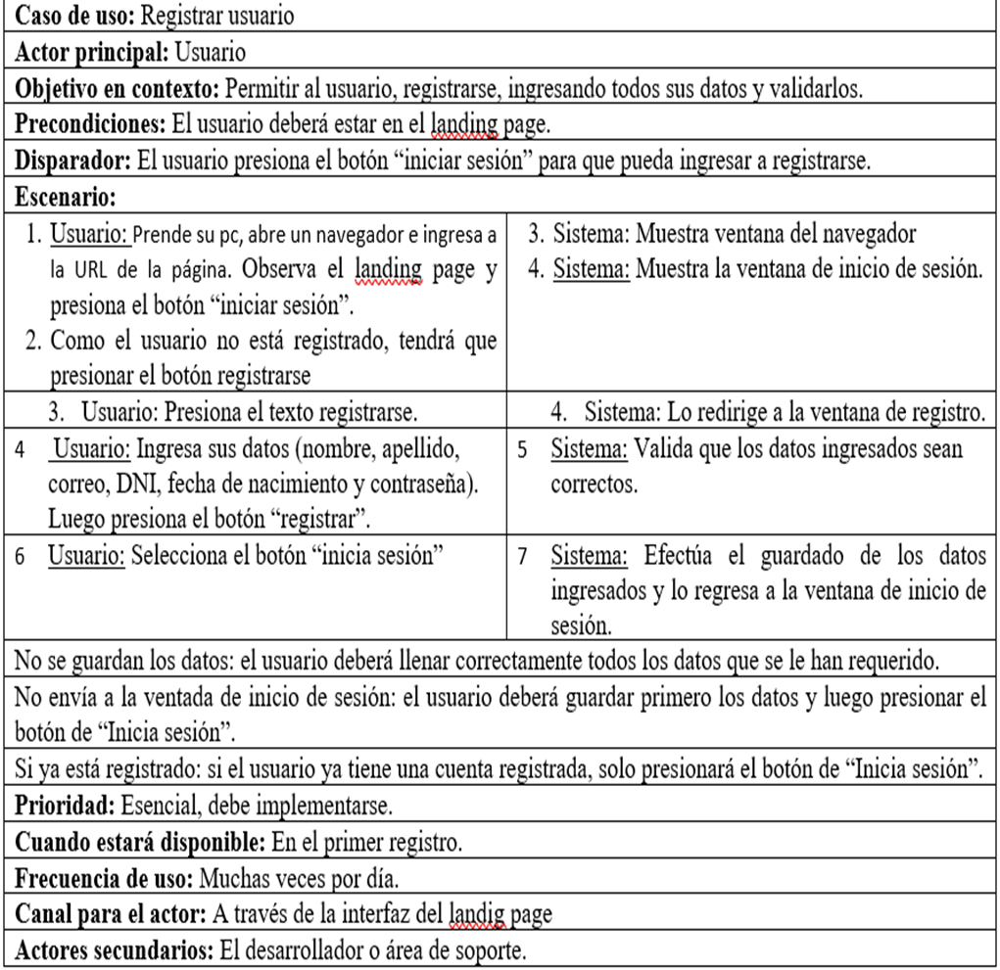 Caso de uso: Registrar usuario
Actor principal: Usuario
Objetivo en contexto: Permitir al usuario, registrarse, ingresando todos sus datos y validarlos.
Precondiciones: El usuario deberá estar en el landing page.
Disparador: El usuario presiona el botón “iniciar sesión” para que pueda ingresar a registrarse.
Escenario:
1. Usuario: Prende su pc, abre un navegador e ingresa a
la URL de la página. Observa el landing page y
presiona el botón “iniciar sesión”.
2. Como el usuario no está registrado, tendrá que
presionar el botón registrarse
3. Sistema: Muestra ventana del navegador
4. Sistema: Muestra la ventana de inicio de sesión.
3. Usuario: Presiona el texto registrarse.
4. Sistema: Lo redirige a la ventana de registro.
4 Usuario: Ingresa sus datos (nombre, apellido,
correo, DNI, fecha de nacimiento y contraseña).
Luego presiona el botón “registrar”.
5 Sistema: Valida que los datos ingresados sean
correctos.
6 Usuario: Selecciona el botón “inicia sesión”
7 Sistema: Efectúa el guardado de los datos
ingresados y lo regresa a la ventana de inicio de
sesión.
No se guardan los datos: el usuario deberá llenar correctamente todos los datos que se le han requerido.
No envía a la ventada de inicio de sesión: el usuario deberá guardar primero los datos y luego presionar el
botón de “Inicia sesión”.
Si ya está registrado: si el usuario ya tiene una cuenta registrada, solo presionará el botón de “Inicia sesión”.
Prioridad: Esencial, debe implementarse.
Cuando estará disponible: En el primer registro.
Frecuencia de uso: Muchas veces por día.
Canal para el actor: A través de la interfaz del landig page
Actores secundarios: El desarrollador o área de soporte.